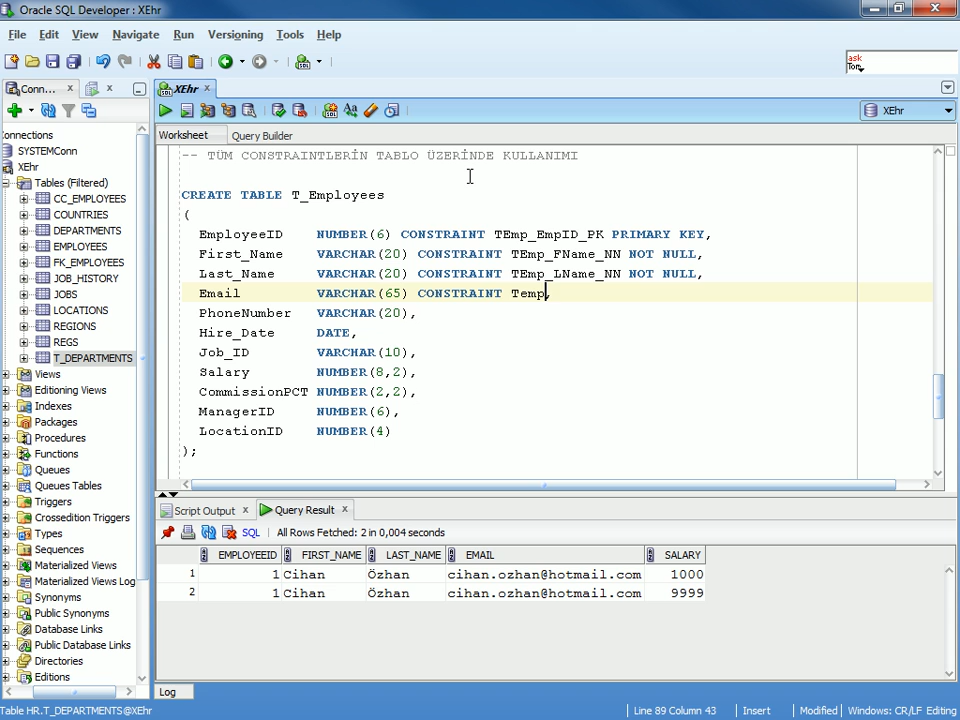 Oracle SQL Developer : XEhr
File Edit View Navigate Run Versioning Tools Help
ask
Tom
Conn...
XEhr
XEhr
Worksheet Query Builder
Connections
SYSTEMConn
XEhr
Tables (Filtered)
CC_EMPLOYEES
COUNTRIES
DEPARTMENTS
EMPLOYEES
FK_EMPLOYEES
JOB_HISTORY
JOBS
LOCATIONS
REGIONS
REGS
T_DEPARTMENTS
Views
Editioning Views
Indexes
Packages
Procedures
Functions
Queues
Queues Tables
Triggers
Crossedition Triggers
Types
Sequences
Materialized Views
Materialized Views Log
Synonyms
Public Synonyms
Database Links
Public Database Links
Directories
Editions
-- TÜM CONSTRAINTLERİN TABLO ÜZERİNDE KULLANIMI
CREATE TABLE T_Employees
(
EmployeeID NUMBER(6) CONSTRAINT TEmp_EmpID_PK PRIMARY KEY,
First_Name VARCHAR(20) CONSTRAINT TEmp_FName_NN NOT NULL,
Last_Name VARCHAR(20) CONSTRAINT TEmp_LName_NN NOT NULL,
Email VARCHAR(65) CONSTRAINT Temp,
PhoneNumber VARCHAR(20),
Hire_Date DATE,
Job_ID VARCHAR(10),
Salary NUMBER(8,2),
CommissionPCT NUMBER(2,2),
ManagerID NUMBER(6),
LocationID NUMBER(4)
);
Script Output Query Result
SQL All Rows Fetched: 2 in 0,004 seconds
EMPLOYEEID FIRST_NAME LAST_NAME EMAIL SALARY
1 1 Cihan Özhan cihan.ozhan@hotmail.com 1000
2 1 Cihan Özhan cihan.ozhan@hotmail.com 9999
Log
Table HR.T_DEPARTMENTS@XEhr Line 89 Column 43 Insert Modified Windows: CR/LF Editing